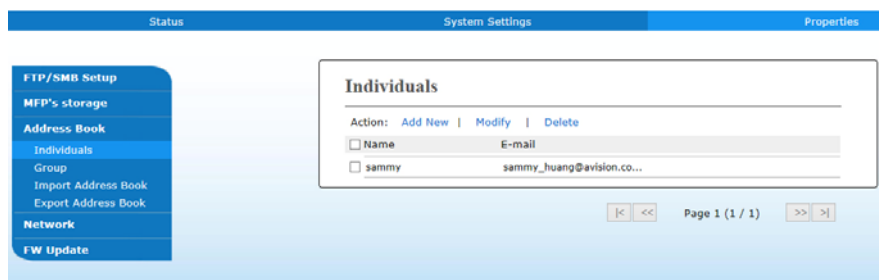 Status System Settings Properties
FTP/SMB Setup
MFP's storage
Address Book
Individuals
Group
Import Address Book
Export Address Book
Network
FW Update
Individuals
Action: Add New | Modify | Delete
Name E-mail
sammy sammy_huang@avision.co...
|< << Page 1 (1 / 1) >> >|